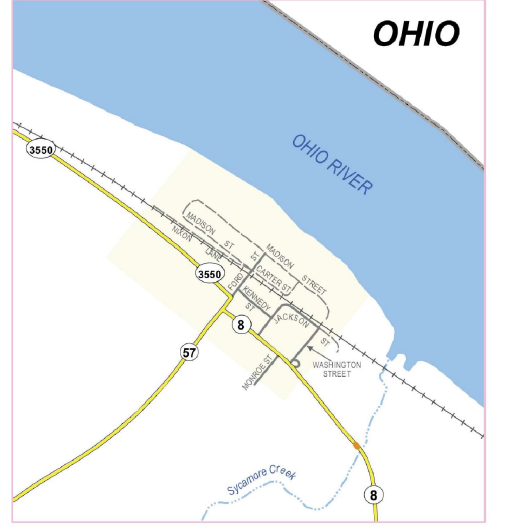 OHIO
OHIO RIVER
3550
MADISON ST
NIXON LANE
MADISON STREET
ST
CARTER ST
3550
FORD
KENNEDY ST
8
JACKSON ST
57
WASHINGTON
STREET
MONROE ST
Sycamore Creek
8